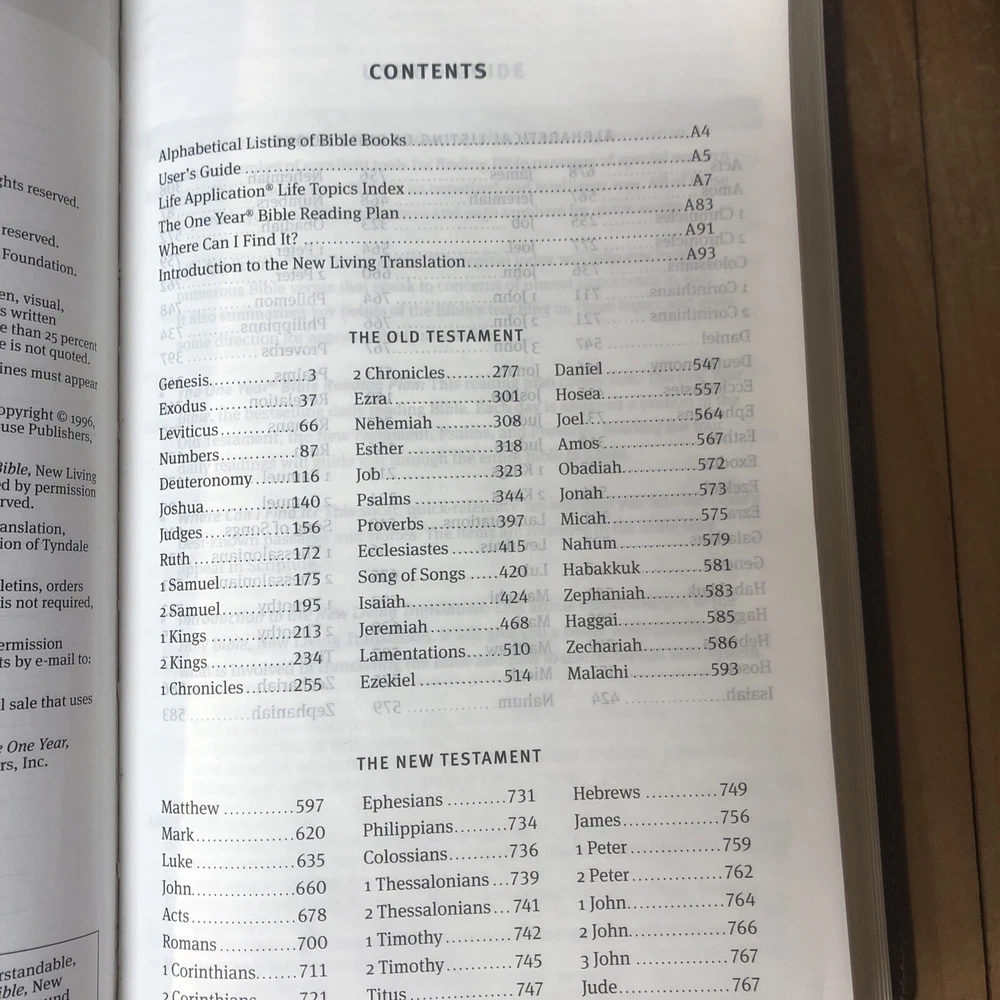 ghts reserved.
reserved.
Foundation.
en, visual,
s written
e than 25 percent
e is not quoted.
ines must appear
opyright © 1996,
use Publishers,
Bible, New Living
ed by permission
rved.
anslation,
ion of Tyndale
letins, orders
is not required,
ermission
ts by e-mail to:
l sale that uses
e One Year,
rs, Inc.
rstandable,
ible, New
und
CONTENTS
Alphabetical Listing of Bible Books A4
User's Guide A5
Life Application® Life Topics Index A7
The One Year® Bible Reading Plan A83
Where Can I Find It? A91
Introduction to the New Living Translation A93
THE OLD TESTAMENT
Genesis 3
Exodus 37
Leviticus 66
Numbers 87
Deuteronomy 116
Joshua 140
Judges 156
Ruth 172
1 Samuel 175
2 Samuel 195
1 Kings 213
2 Kings 234
1 Chronicles 255
2 Chronicles 277
Ezra 301
Nehemiah 308
Esther 318
Job 323
Psalms 344
Proverbs 397
Ecclesiastes 415
Song of Songs 420
Isaiah 424
Jeremiah 468
Lamentations 510
Ezekiel 514
Daniel 547
Hosea 557
Joel 564
Amos 567
Obadiah 572
Jonah 573
Micah 575
Nahum 579
Habakkuk 581
Zephaniah 583
Haggai 585
Zechariah 586
Malachi 593
THE NEW TESTAMENT
Matthew 597
Mark 620
Luke 635
John 660
Acts 678
Romans 700
1 Corinthians 711
2 Corinthians 721
Ephesians 731
Philippians 734
Colossians 736
1 Thessalonians 739
2 Thessalonians 741
1 Timothy 742
2 Timothy 745
Titus 747
Hebrews 749
James 756
1 Peter 759
2 Peter 762
1 John 764
2 John 766
3 John 767
Jude 767